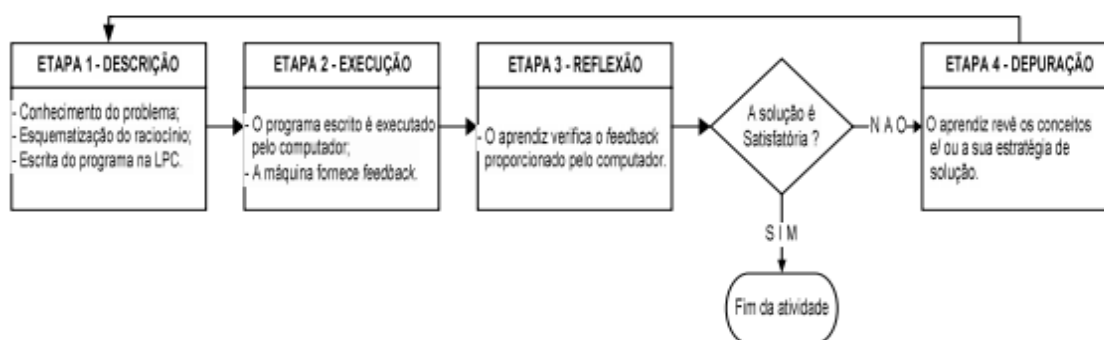 ETAPA 1 - DESCRIÇÃO
- Conhecimento do problema;
- Esquematização do raciocínio;
- Escrita do programa na LPC.
ETAPA 2 - EXECUÇÃO
- O programa escrito é executado
pelo computador;
- A máquina fornece feedback.
ETAPA 3 - REFLEXÃO
- O aprendiz verifica o feedback
proporcionado pelo computador.
A solução é
Satisfatória ?
N A O
S I M
Fim da atividade
ETAPA 4 - DEPURAÇÃO
O aprendiz revê os conceitos
e/ ou a sua estratégia de
solução.